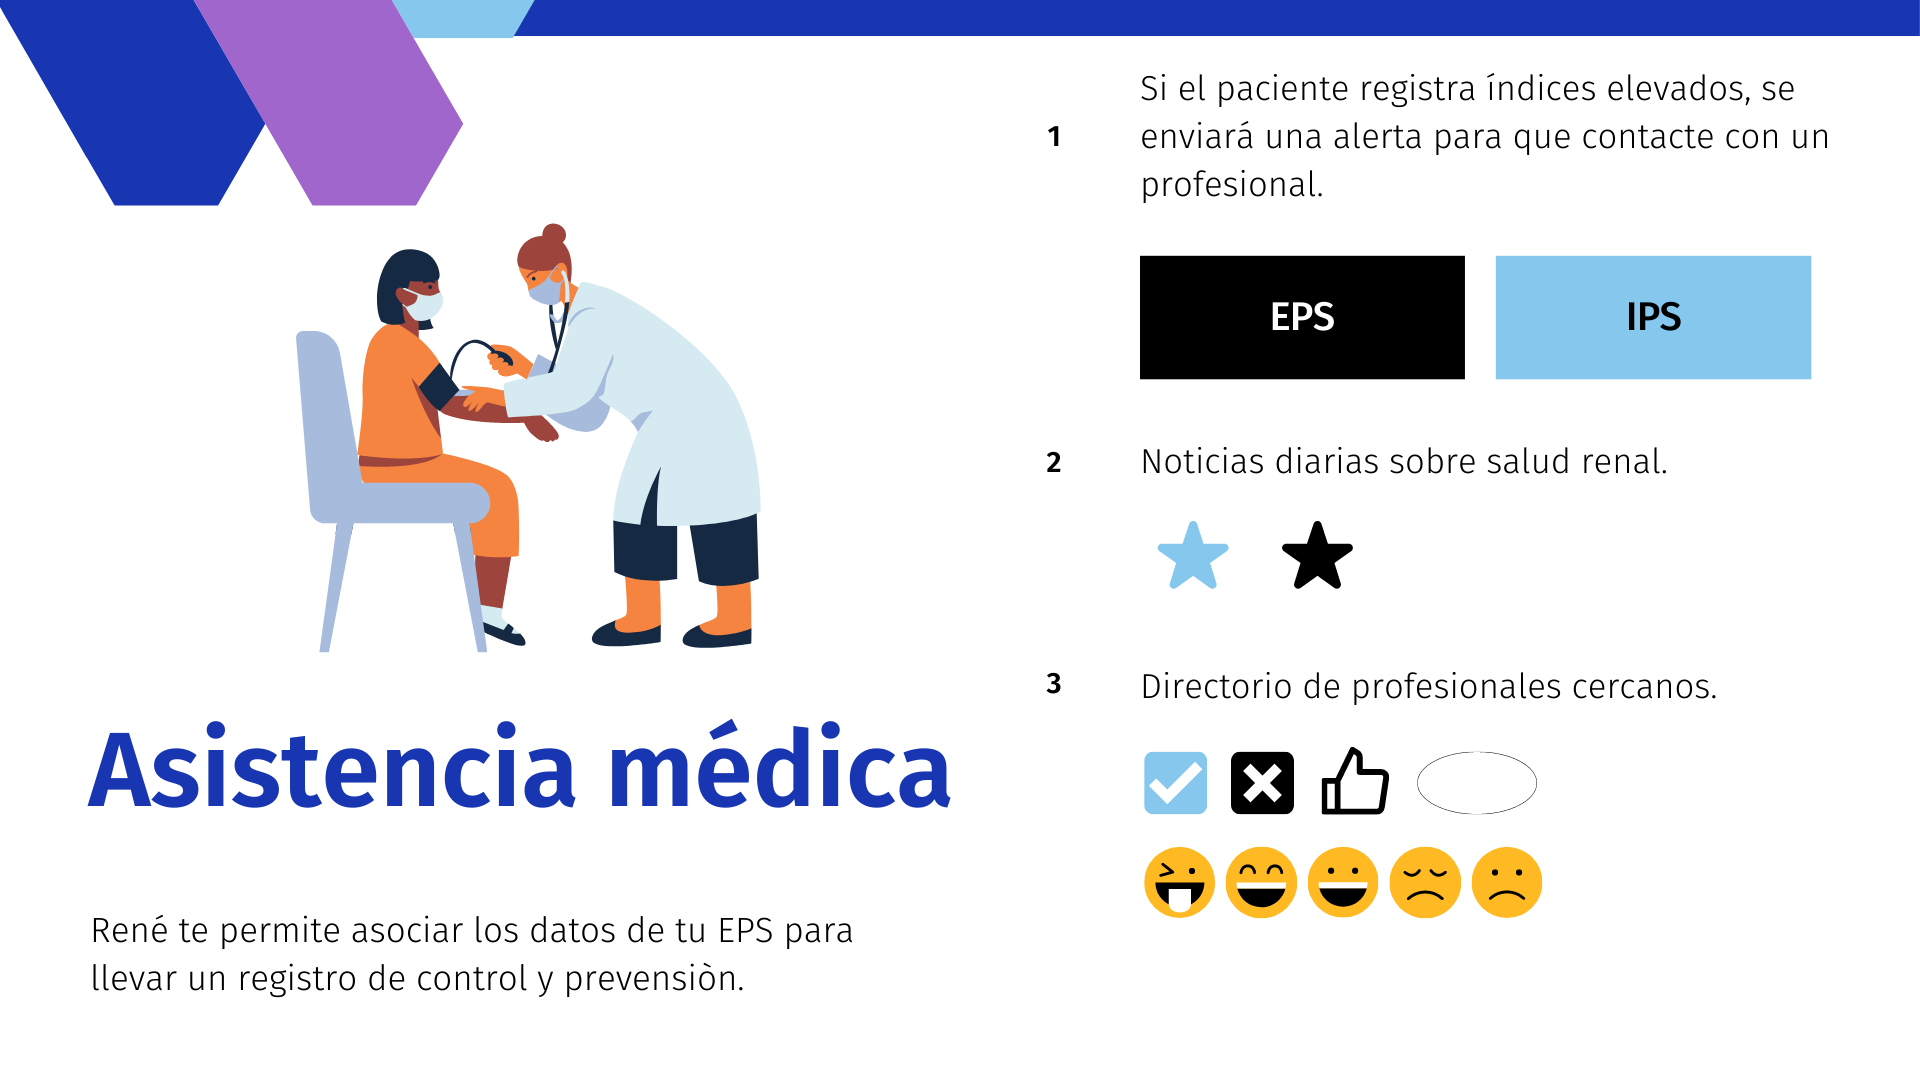 Asistencia médica
René te permite asociar los datos de tu EPS para
llevar un registro de control y prevensiòn.
1
Si el paciente registra índices elevados, se
enviará una alerta para que contacte con un
profesional.
EPS
IPS
2
Noticias diarias sobre salud renal.
3
Directorio de profesionales cercanos.